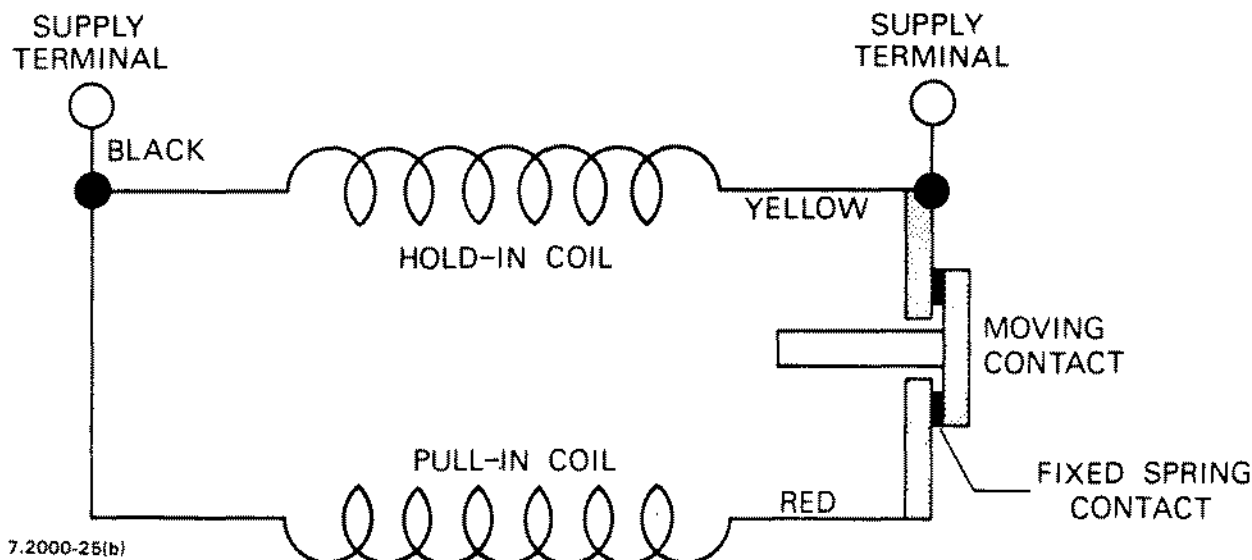 SUPPLY
TERMINAL
SUPPLY
TERMINAL
BLACK
YELLOW
HOLD-IN COIL
MOVING
CONTACT
PULL-IN COIL
RED
FIXED SPRING
CONTACT
7.2000-25(b)